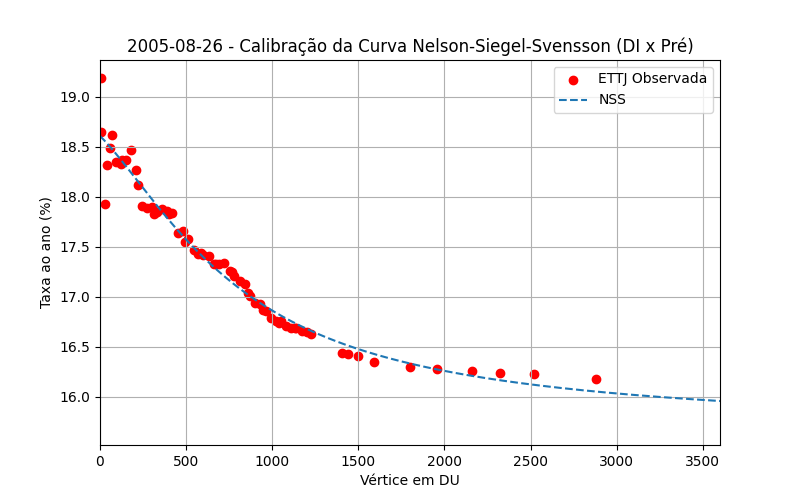 2005-08-26 - Calibração da Curva Nelson-Siegel-Svensson (DI x Pré)
ETTJ Observada
NSS
Taxa ao ano (%)
19.0
18.5
18.0
17.5
17.0
16.5
16.0
0 500 1000 1500 2000 2500 3000 3500
Vértice em DU